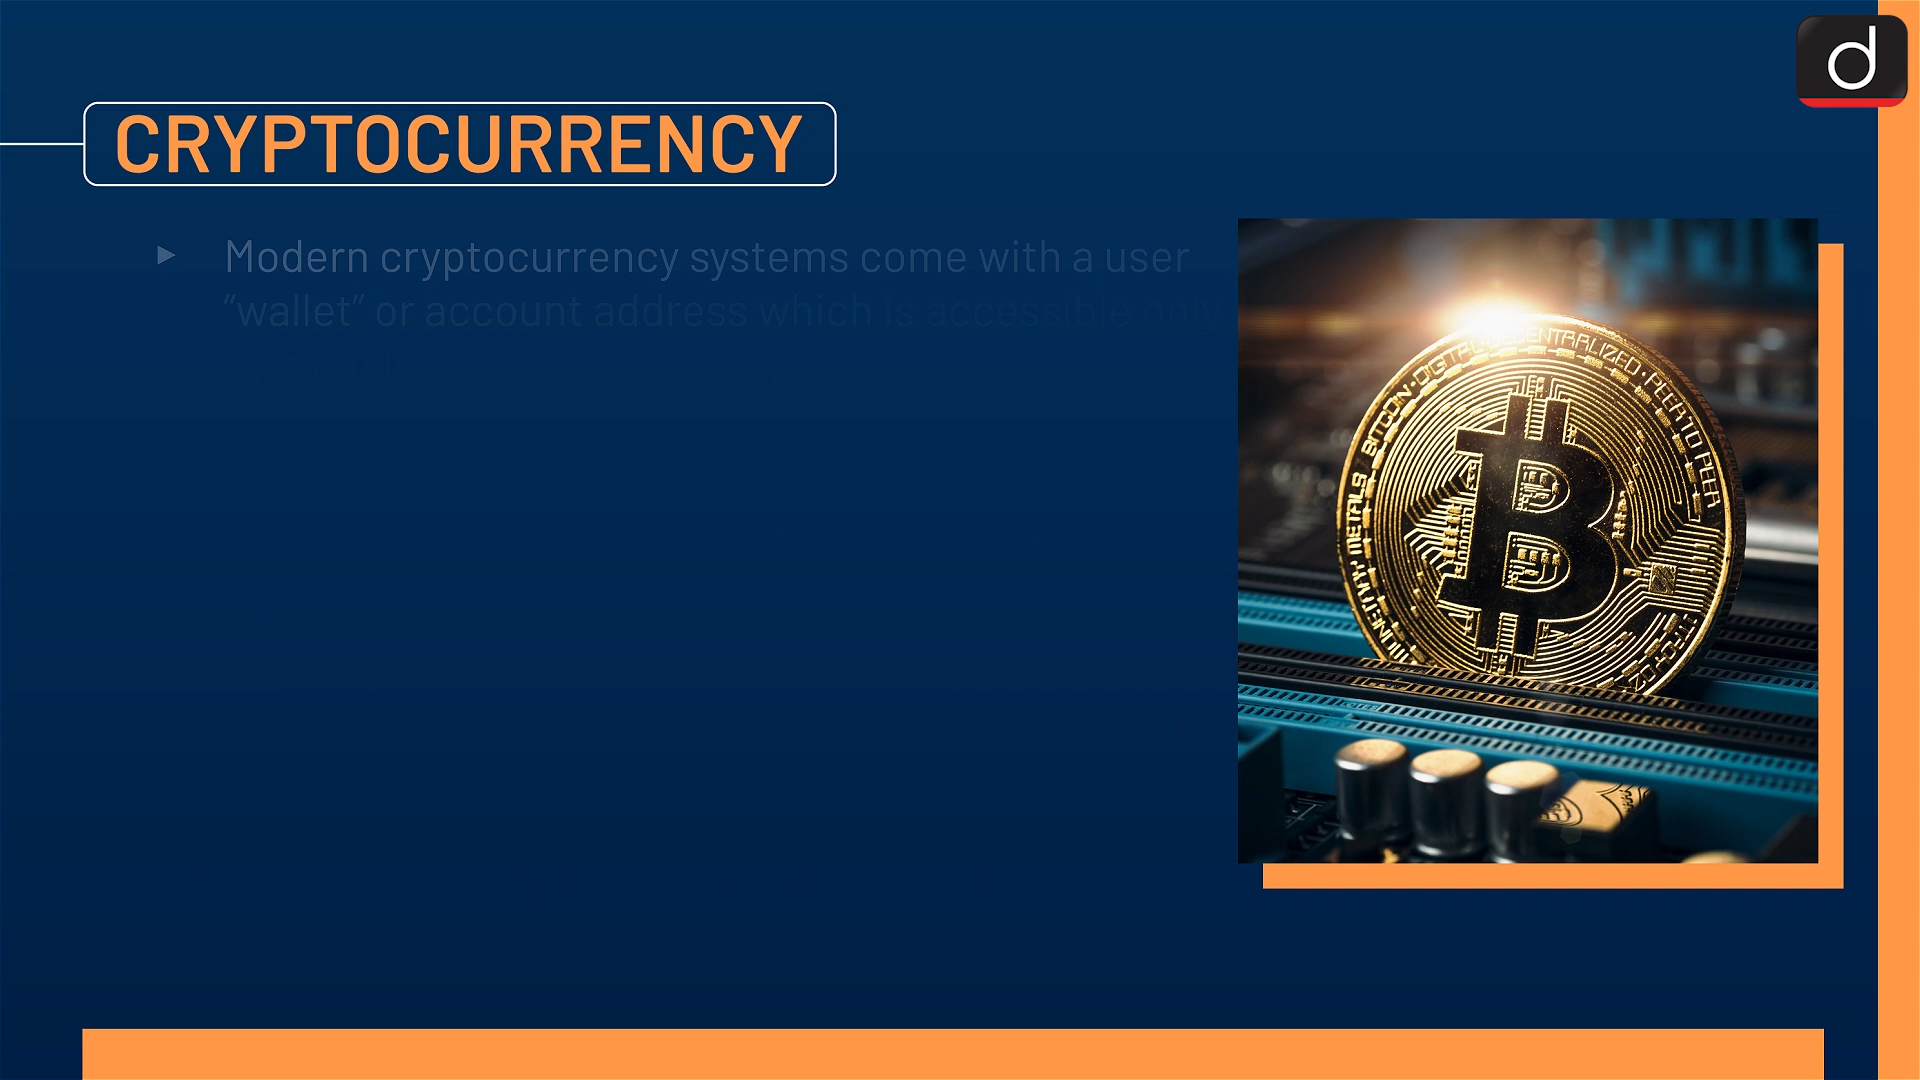 d
CRYPTOCURRENCY
▶ Modern cryptocurrency systems come with a user
“wallet” or account address which is accessible only
BITCOIN · DIGITAL DECENTRALIZED · PEER TO PEER